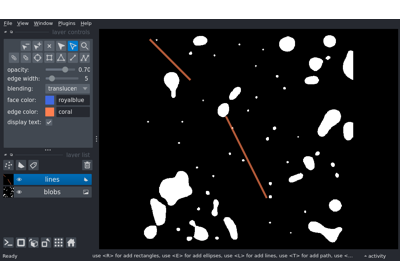 File View Window Plugins Help
layer controls
opacity: 0.70
edge width: 5
blending: translucen
face color: royalblue
edge color: coral
display text:
layer list
lines
blobs
Ready
use <R> for add rectangles, use <E> for add ellipses, use <L> for add lines, use <T> for add path, use <...
activity